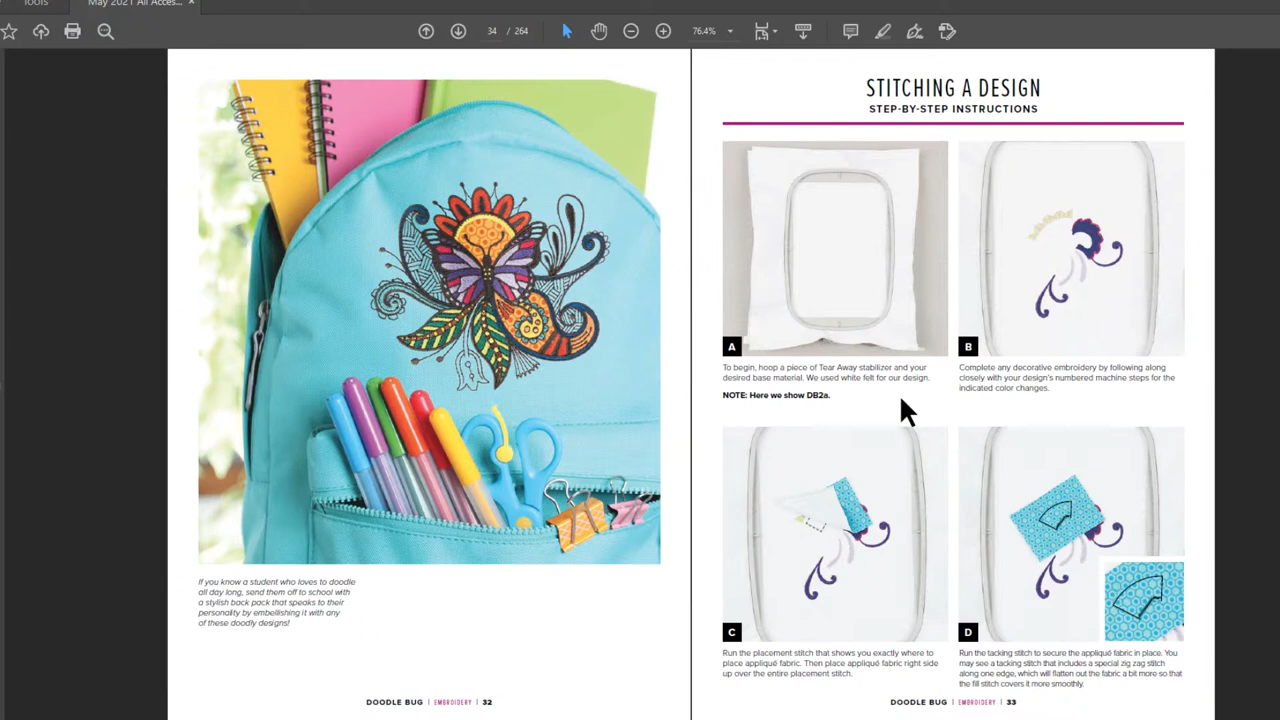 Tools
May 2021 All Acces...
34 / 264
76.4%
If you know a student who loves to doodle
all day long, send them off to school with
a stylish back pack that speaks to their
personality by embellishing it with any
of these doodly designs!
DOODLE BUG | EMBROIDERY | 32
STITCHING A DESIGN
STEP-BY-STEP INSTRUCTIONS
A
To begin, hoop a piece of Tear Away stabilizer and your
desired base material. We used white felt for our design.
NOTE: Here we show DB2a.
B
Complete any decorative embroidery by following along
closely with your design's numbered machine steps for the
indicated color changes.
C
Run the placement stitch that shows you exactly where to
place appliqué fabric. Then place appliqué fabric right side
up over the entire placement stitch.
D
Run the tacking stitch to secure the appliqué fabric in place. You
may see a tacking stitch that includes a special zig zag stitch
along one edge, which will flatten out the fabric a bit more so that
the fill stitch covers it more smoothly.
DOODLE BUG | EMBROIDERY | 33